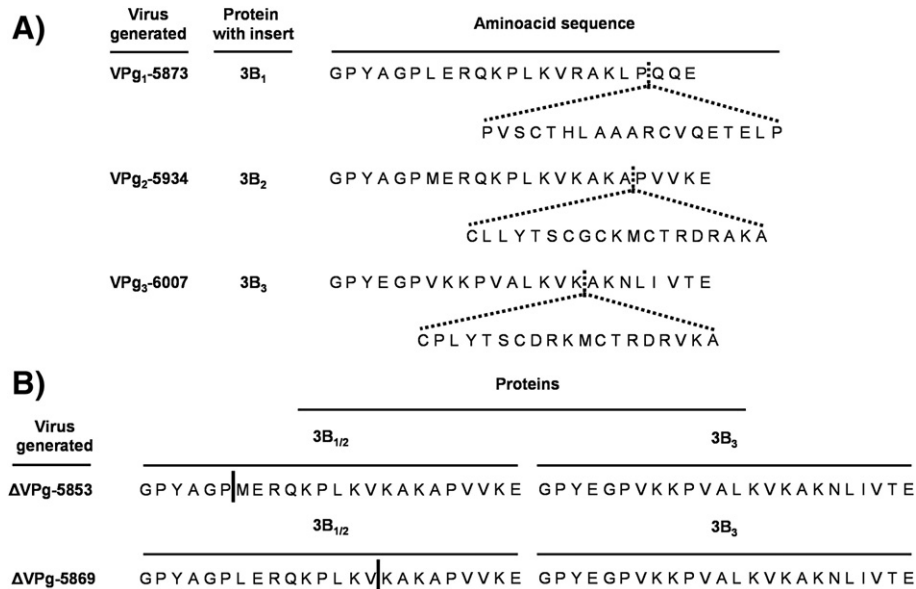 A)
Virus generated Protein with insert Aminoacid sequence
VPg1-5873 3B1 GPYAGPLERQKPLKVRAKLPQQE
PVSCTHLAAARCVQETELP
VPg2-5934 3B2 GPYAGPMERQKPLKVKAKAPVVKE
CLLYTSCGCKMCTRDRAKA
VPg3-6007 3B3 GPYEGPVKKPVALKVKAKNLIVTE
CPLYTSCDRKMCTRDRVKA
B)
Proteins
Virus generated 3B1/2 3B3
ΔVPg-5853 GPYAGPMERQKPLKVKAKAPVVKE GPYEGPVKKPVALKVKAKNLIVTE
3B1/2 3B3
ΔVPg-5869 GPYAGPLERQKPLKVKAKAPVVKE GPYEGPVKKPVALKVKAKNLIVTE